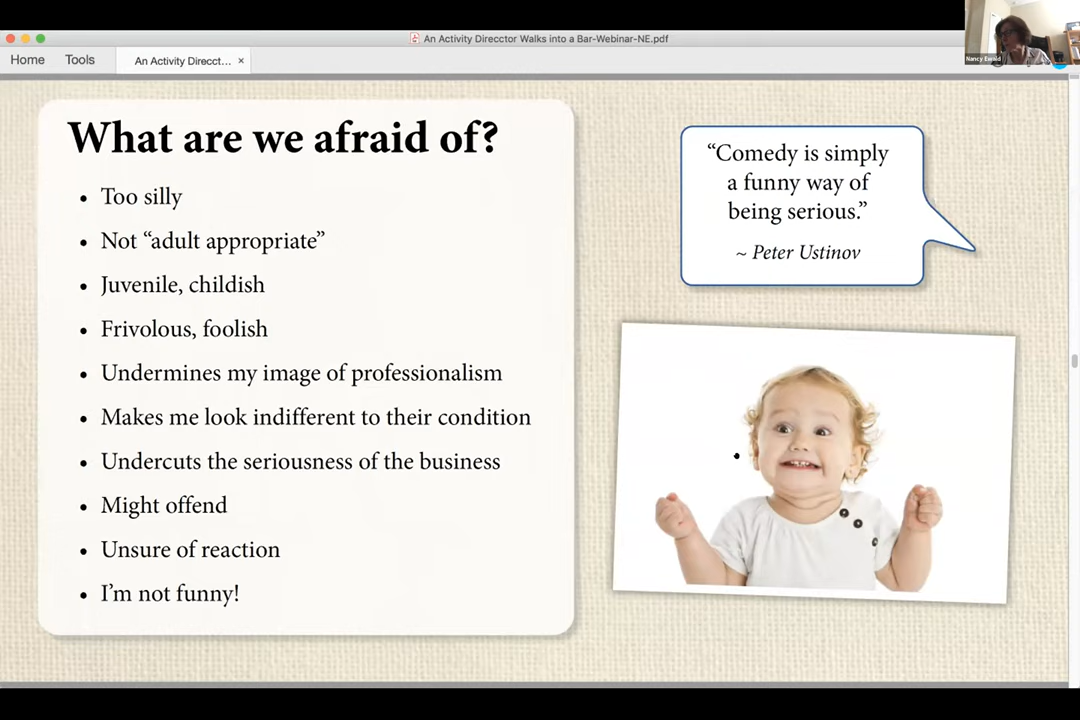 An Activity Direcctor Walks into a Bar-Webinar-NE.pdf
Home
Tools
An Activity Direcct...
×
Nancy Ewald
What are we afraid of?
• Too silly
• Not “adult appropriate”
• Juvenile, childish
• Frivolous, foolish
• Undermines my image of professionalism
• Makes me look indifferent to their condition
• Undercuts the seriousness of the business
• Might offend
• Unsure of reaction
• I’m not funny!
“Comedy is simply
a funny way of
being serious.”
~ Peter Ustinov